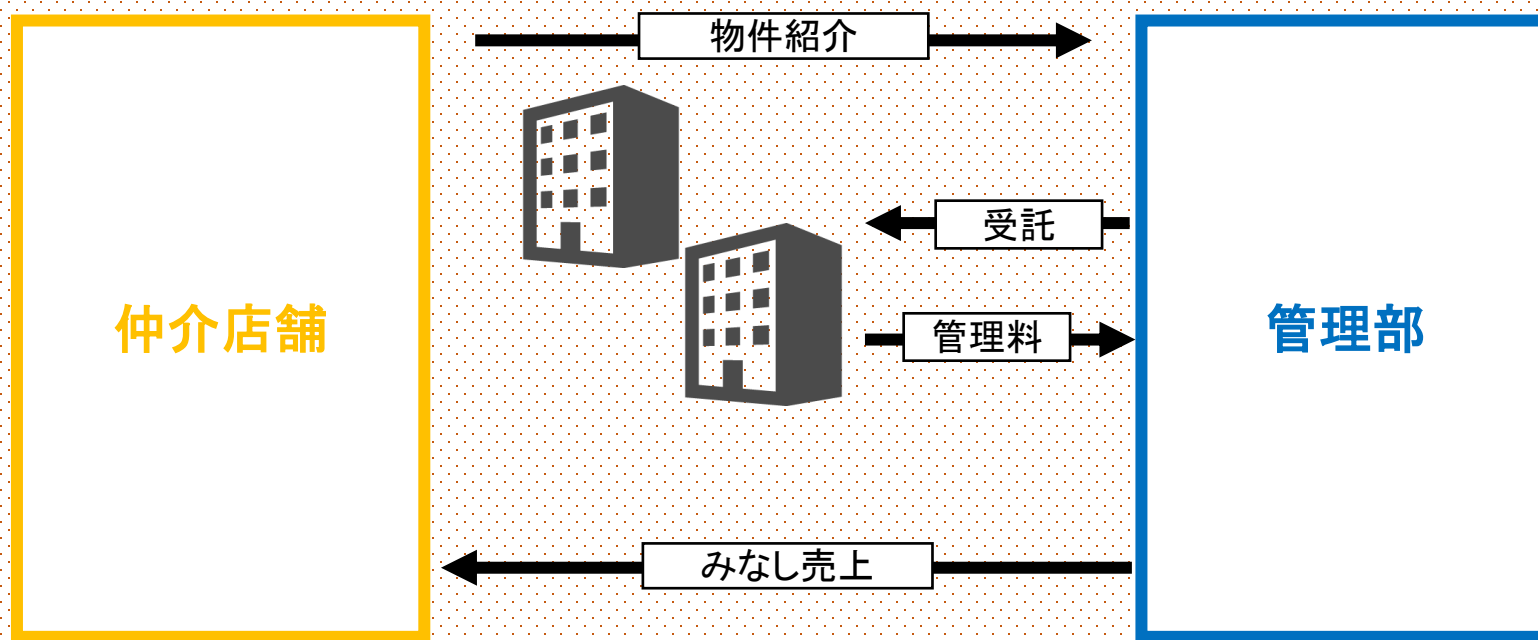 物件紹介
受託
仲介店舗
管理部
管理料
みなし売上